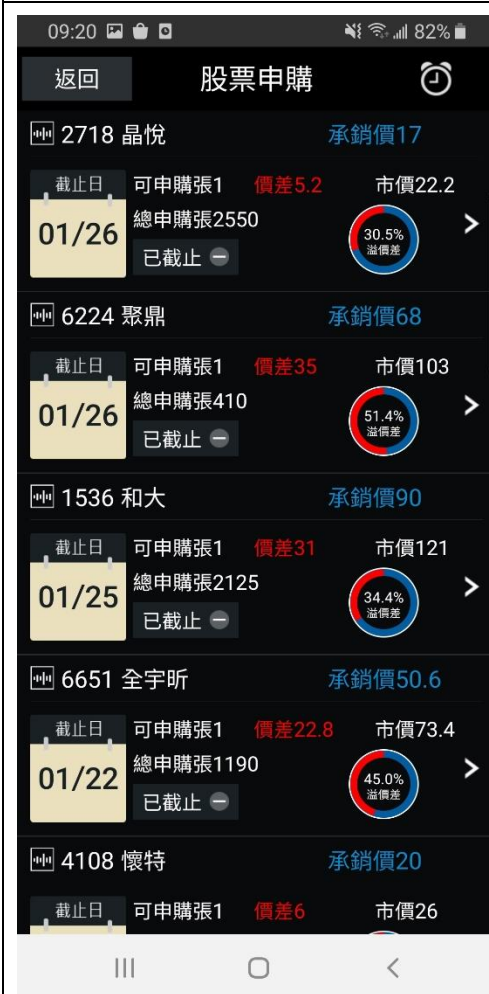 09:20 82%
返回 股票申購
2718 晶悅 承銷價17
截止日 可申購張1 價差5.2 市價22.2
01/26 總申購張2550 30.5%
溢價差
已截止
6224 聚鼎 承銷價68
截止日 可申購張1 價差35 市價103
01/26 總申購張410 51.4%
溢價差
已截止
1536 和大 承銷價90
截止日 可申購張1 價差31 市價121
01/25 總申購張2125 34.4%
溢價差
已截止
6651 全宇昕 承銷價50.6
截止日 可申購張1 價差22.8 市價73.4
01/22 總申購張1190 45.0%
溢價差
已截止
4108 懷特 承銷價20
截止日 可申購張1 價差6 市價26